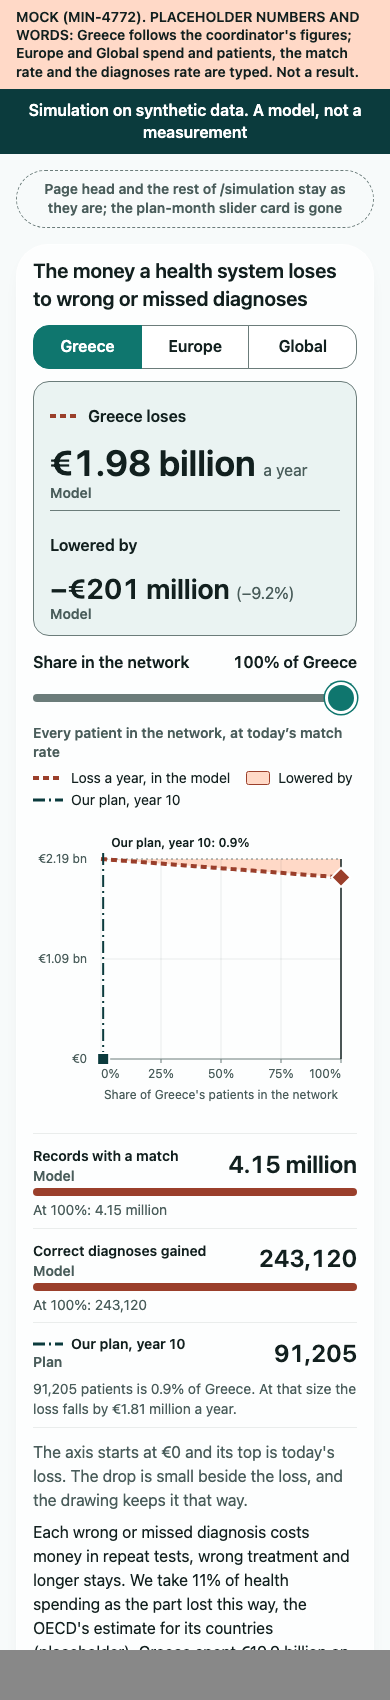 MOCK (MIN-4772). PLACEHOLDER NUMBERS AND
WORDS: Greece follows the coordinator's figures;
Europe and Global spend and patients, the match
rate and the diagnoses rate are typed. Not a result.
Simulation on synthetic data. A model, not a
measurement
Page head and the rest of /simulation stay as
they are; the plan-month slider card is gone
The money a health system loses
to wrong or missed diagnoses
Greece Europe Global
Greece loses
€1.98 billion a year
Model
Lowered by
−€201 million (−9.2%)
Model
Share in the network 100% of Greece
Every patient in the network, at today's match
rate
Loss a year, in the model Lowered by
Our plan, year 10
Our plan, year 10: 0.9%
€2.19 bn
€1.09 bn
€0
0% 25% 50% 75% 100%
Share of Greece's patients in the network
Records with a match 4.15 million
Model
At 100%: 4.15 million
Correct diagnoses gained 243,120
Model
At 100%: 243,120
Our plan, year 10 91,205
Plan
91,205 patients is 0.9% of Greece. At that size the
loss falls by €1.81 million a year.
The axis starts at €0 and its top is today's
loss. The drop is small beside the loss, and
the drawing keeps it that way.
Each wrong or missed diagnosis costs
money in repeat tests, wrong treatment and
longer stays. We take 11% of health
spending as the part lost this way, the
OECD's estimate for its countries